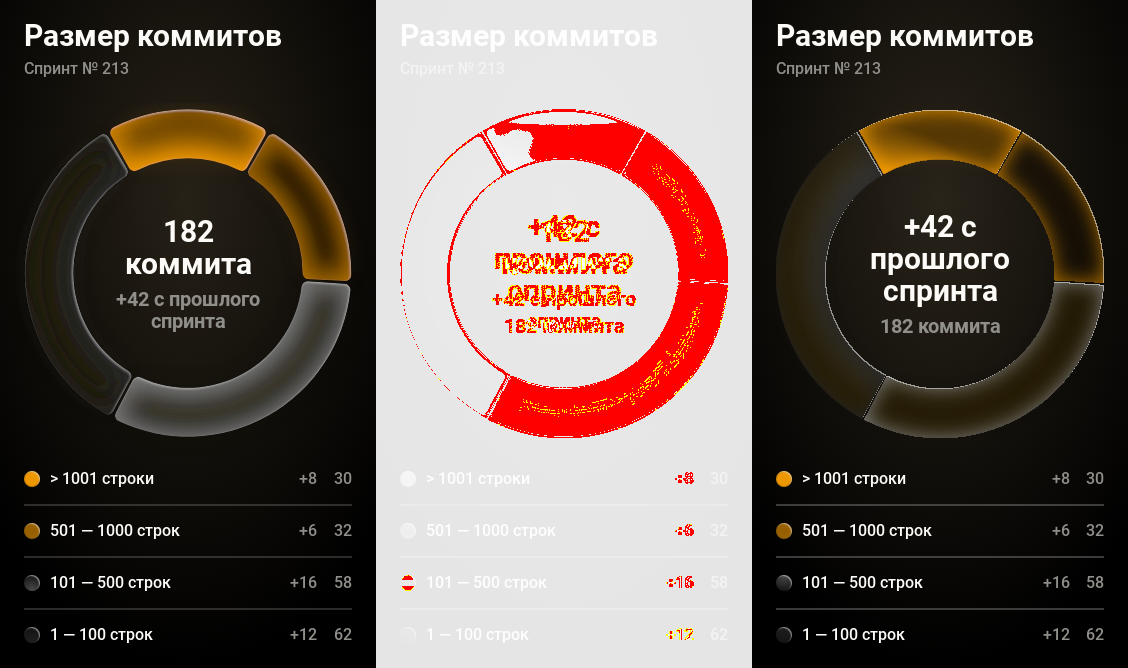 Размер коммитов
Спринт № 213
182
коммита
+42 с прошлого
спринта
> 1001 строки +8 30
501 — 1000 строк +6 32
101 — 500 строк +16 58
1 — 100 строк +12 62
Размер коммитов
Спринт № 213
> 1001 строки +8 30
501 — 1000 строк +6 32
101 — 500 строк +16 58
1 — 100 строк +12 62
Размер коммитов
Спринт № 213
+42 с
прошлого
спринта
182 коммита
> 1001 строки +8 30
501 — 1000 строк +6 32
101 — 500 строк +16 58
1 — 100 строк +12 62